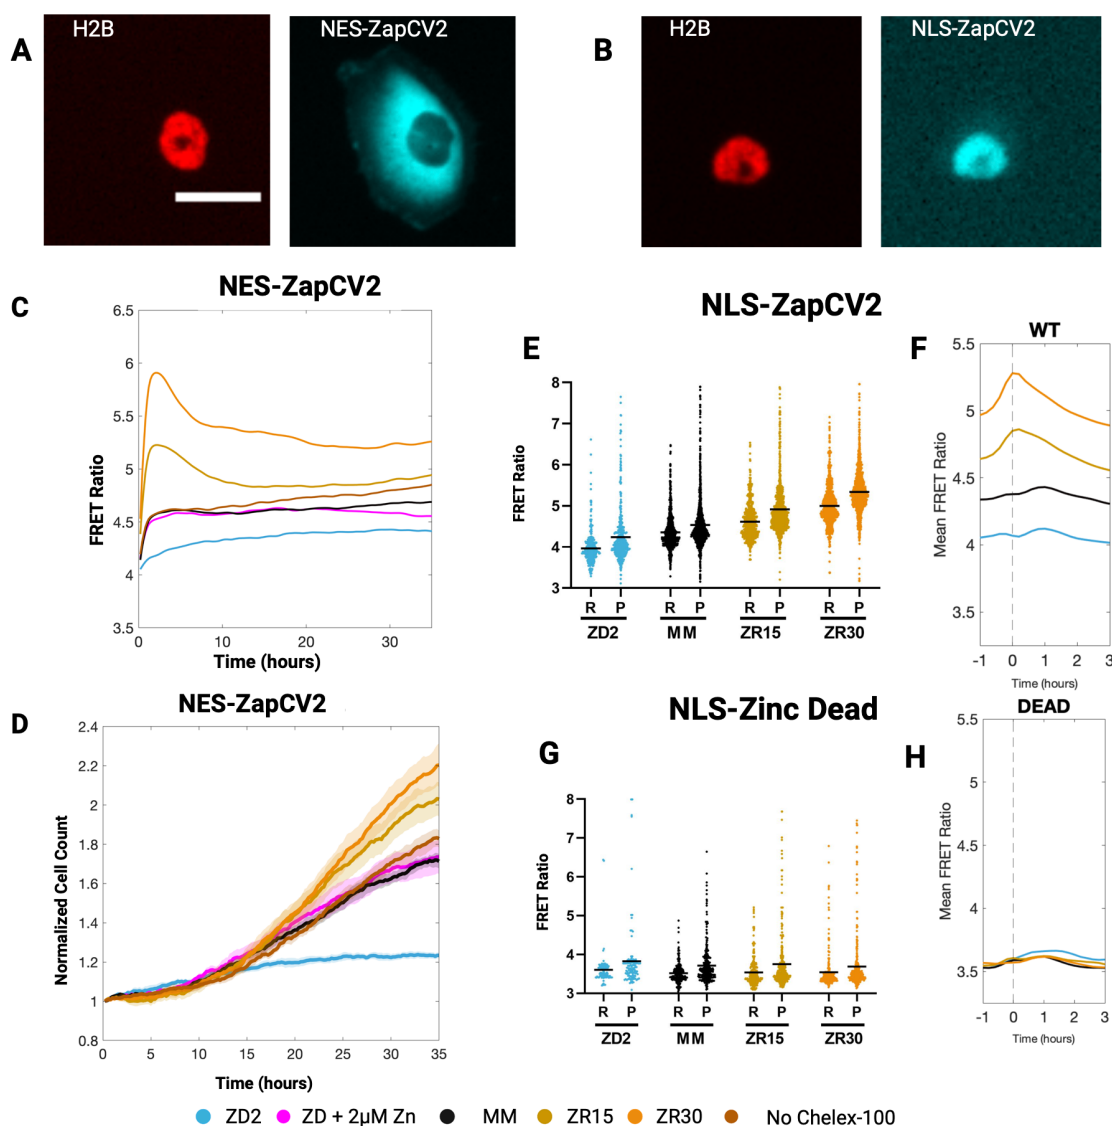 A
H2B
NES-ZapCV2
B
H2B
NLS-ZapCV2
C
NES-ZapCV2
FRET Ratio
6.5
6
5.5
5
4.5
4
3.5
0
10
20
30
Time (hours)
D
NES-ZapCV2
Normalized Cell Count
2.4
2.2
2
1.8
1.6
1.4
1.2
1
0.8
0
5
10
15
20
25
30
35
Time (hours)
NLS-ZapCV2
E
FRET Ratio
8
7
6
5
4
3
R P R P R P R P
ZD2 MM ZR15 ZR30
F
WT
Mean FRET Ratio
5.5
5
4.5
4
3.5
-1 0 1 2 3
Time (hours)
NLS-Zinc Dead
G
FRET Ratio
8
7
6
5
4
3
R P R P R P R P
ZD2 MM ZR15 ZR30
H
DEAD
Mean FRET Ratio
5.5
5
4.5
4
3.5
-1 0 1 2 3
Time (hours)
ZD2 ZD + 2µM Zn MM ZR15 ZR30 No Chelex-100